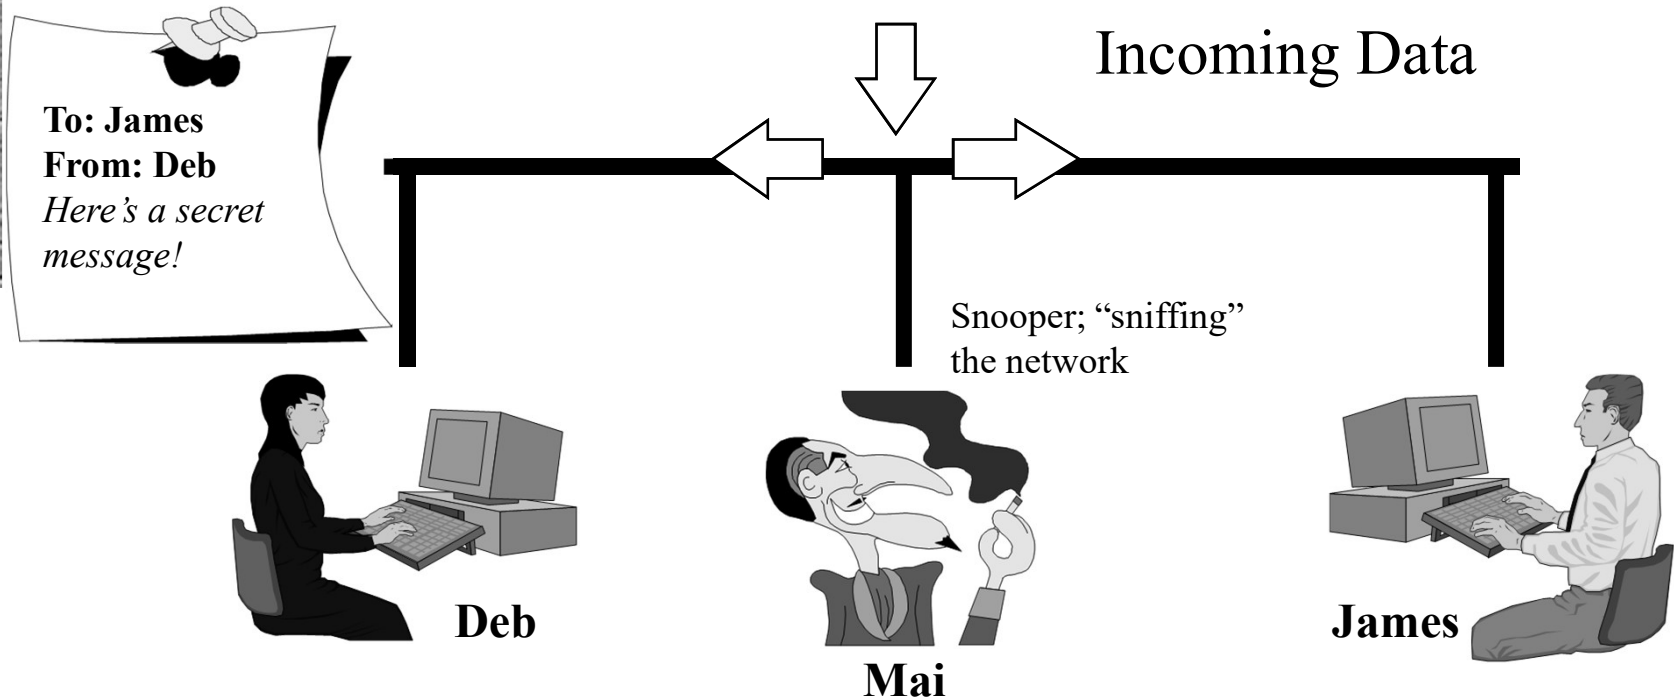 To: James
From: Deb
Here’s a secret
message!
Incoming Data
Snooper; “sniffing”
the network
Deb
Mai
James